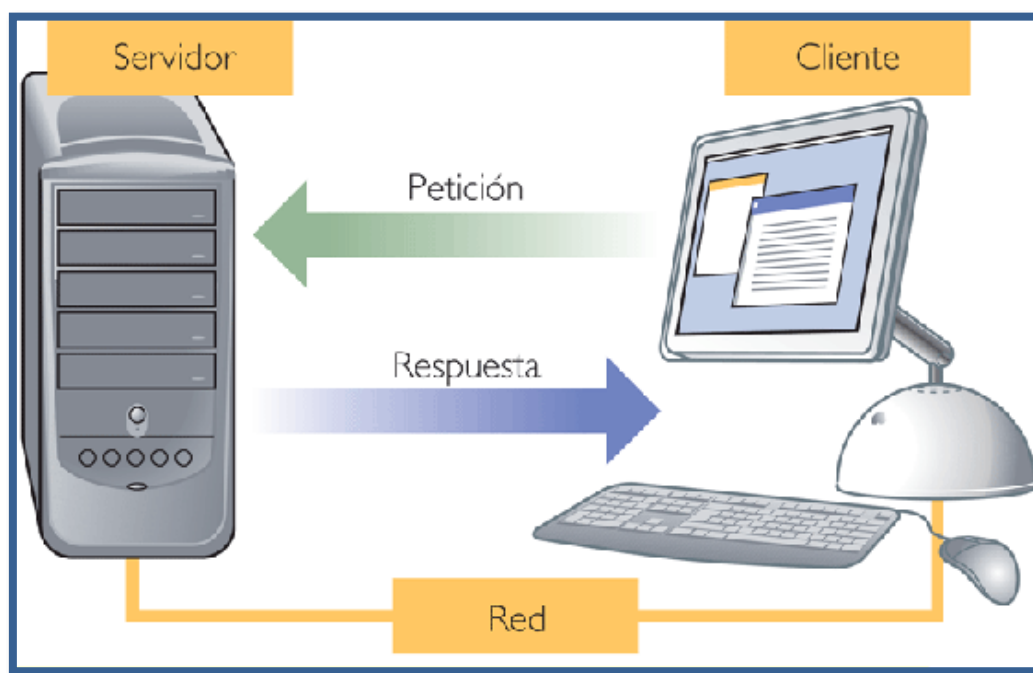 Servidor
Cliente
Petición
Respuesta
Red